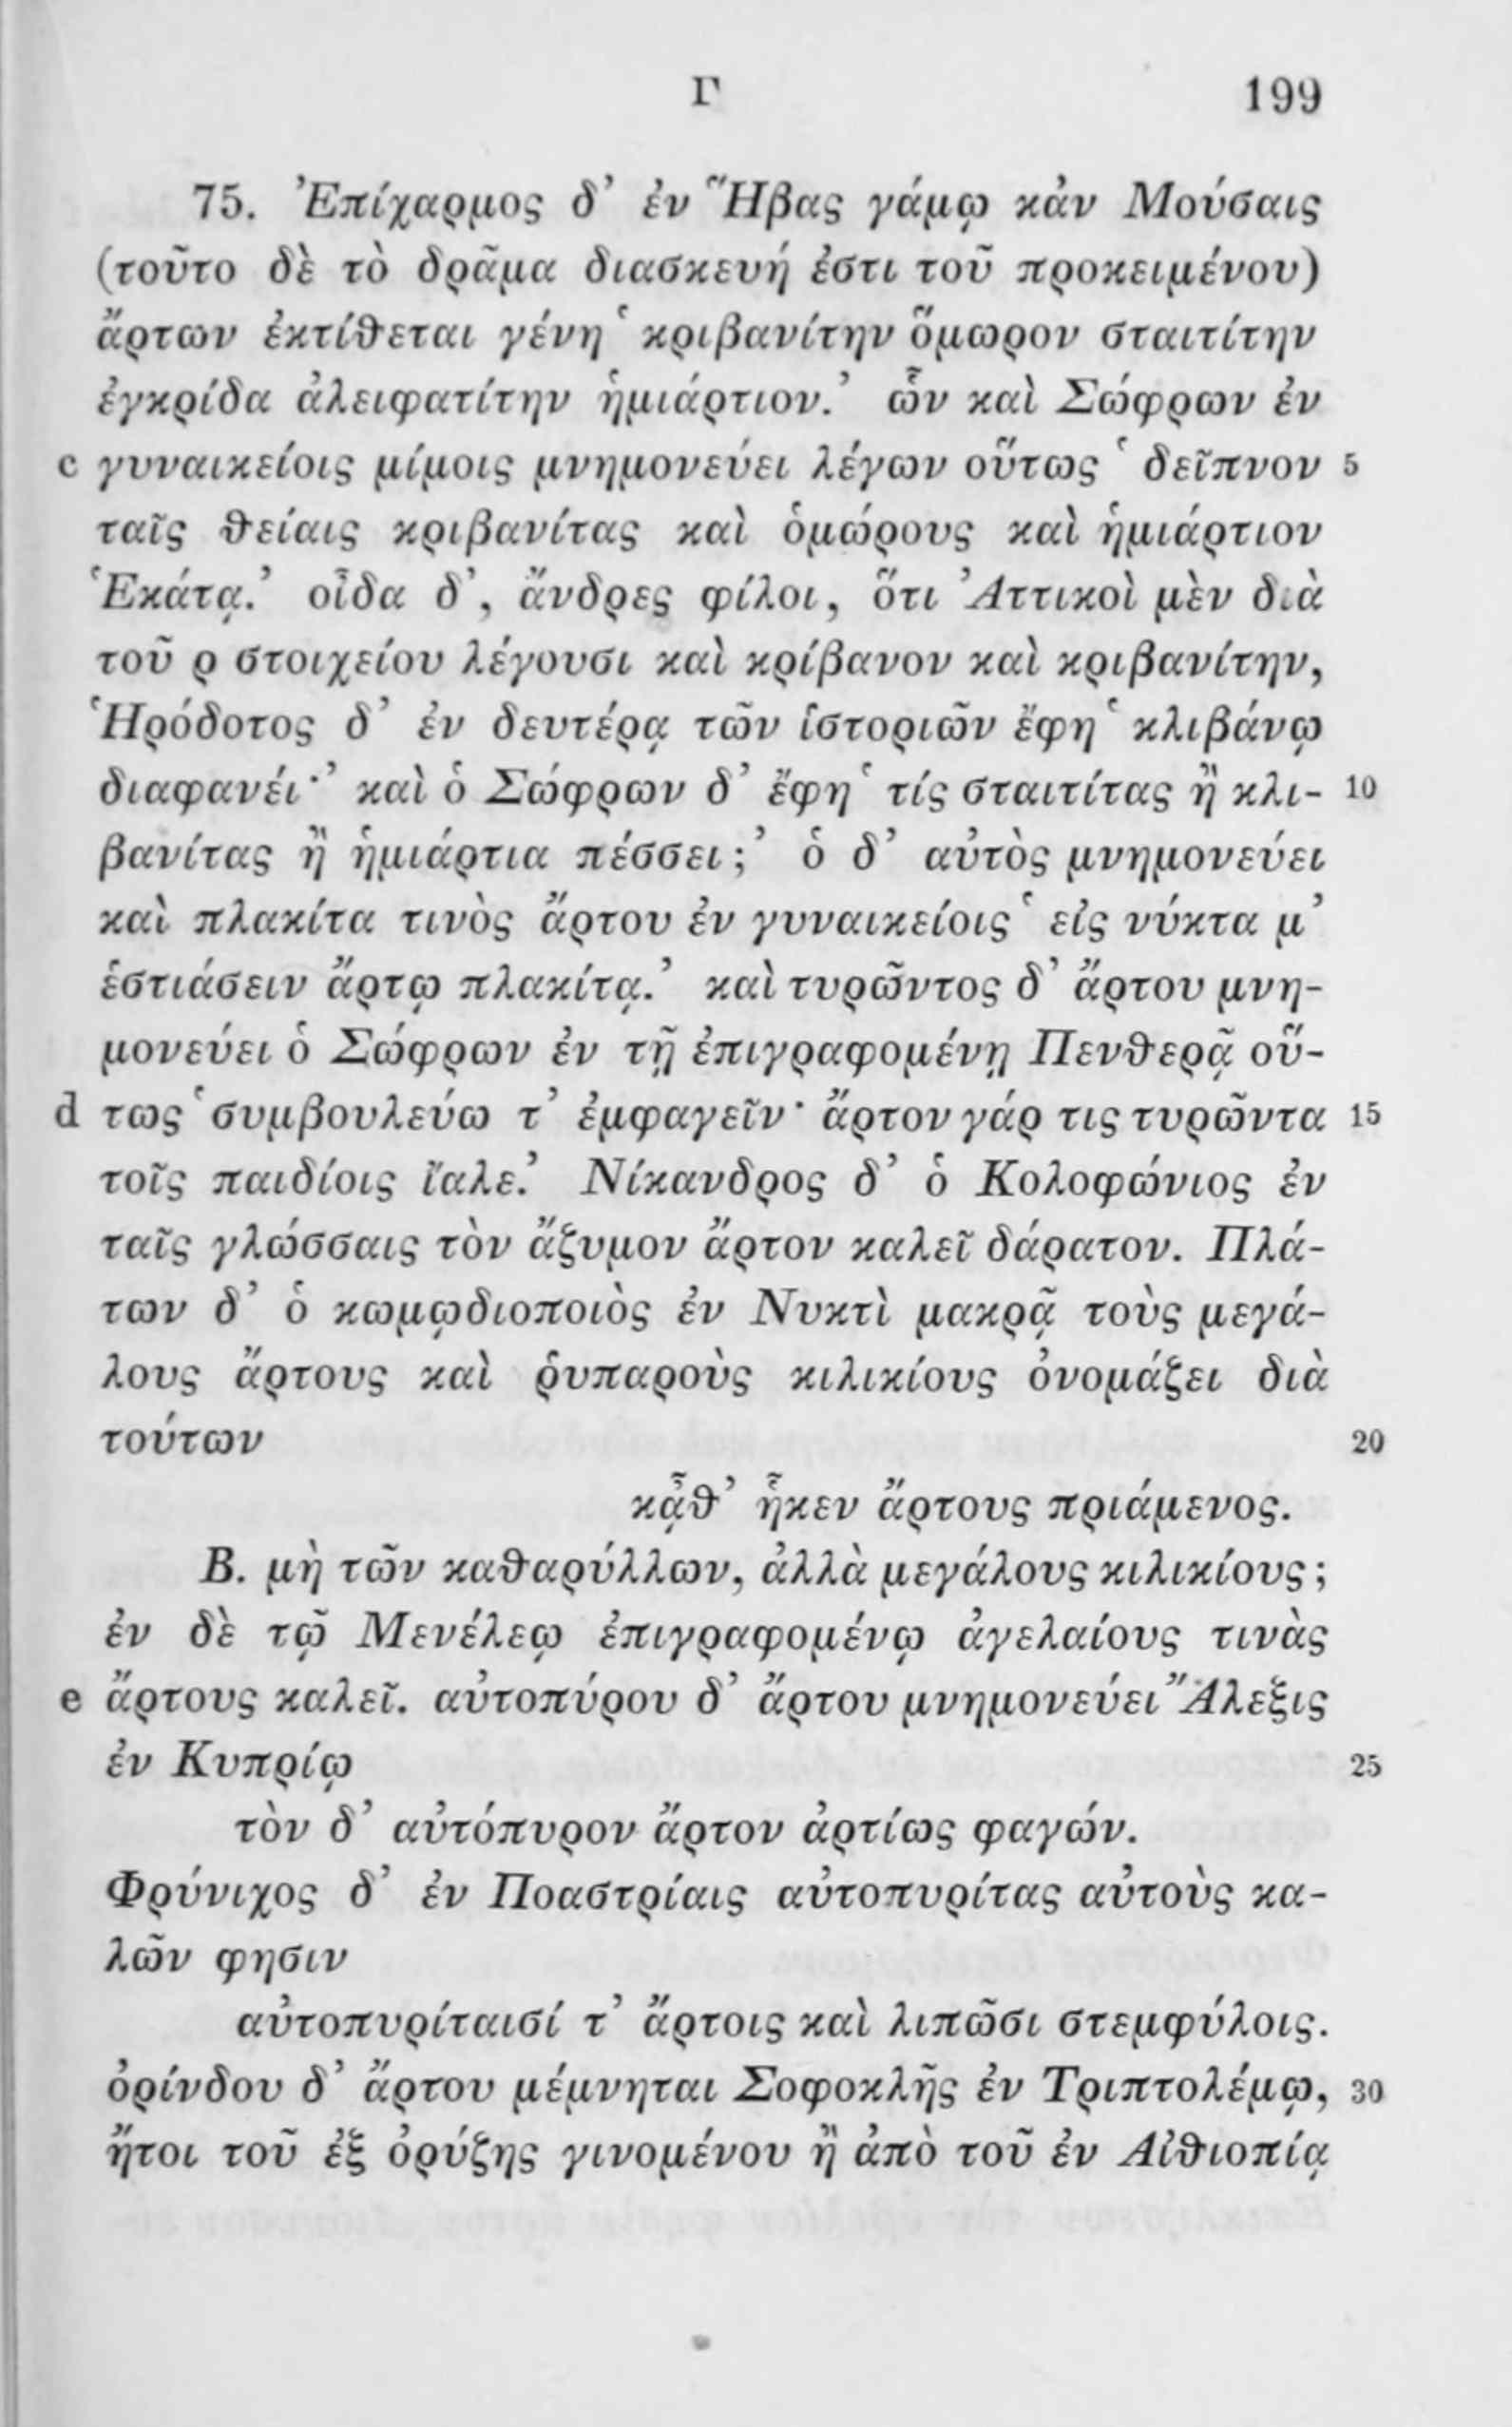 Γ 199
75. Ἐπίχαρμος δ’ ἐν Ἥβας γάμῳ κἀν Μούσαις
(τοῦτο δὲ τὸ δρᾶμα διασκευή ἐστι τοῦ προκειμένου)
ἄρτων ἐκτίθεται γένη ‘κριβανίτην ὅμωρον σταιτίτην
ἐγκρίδα ἀλειφατίτην ἡμιάρτιον.’ ὧν καὶ Σώφρων ἐν
c γυναικείοις μίμοις μνημονεύει λέγων οὕτως ‘δεῖπνον 5
ταῖς θείαις κριβανίτας καὶ ὁμώρους καὶ ἡμιάρτιον
Ἑκάτᾳ.’ οἶδα δ’, ἄνδρες φίλοι, ὅτι Ἀττικοὶ μὲν διὰ
τοῦ ρ στοιχείου λέγουσι καὶ κρίβανον καὶ κριβανίτην,
Ἡρόδοτος δ’ ἐν δευτέρᾳ τῶν ἱστοριῶν ἔφη ‘κλιβάνῳ
διαφανέι·’ καὶ ὁ Σώφρων δ’ ἔφη ‘τίς σταιτίτας ἢ κλι- 10
βανίτας ἢ ἡμιάρτια πέσσει;’ ὁ δ’ αὐτὸς μνημονεύει
καὶ πλακίτα τινὸς ἄρτου ἐν γυναικείοις ‘εἰς νύκτα μ’
ἑστιάσειν ἄρτῳ πλακίτᾳ.’ καὶ τυρῶντος δ’ ἄρτου μνη-
μονεύει ὁ Σώφρων ἐν τῇ ἐπιγραφομένῃ Πενθερᾷ οὕ-
d τως ‘συμβουλεύω τ’ ἐμφαγεῖν· ἄρτον γάρ τις τυρῶντα 15
τοῖς παιδίοις ἴαλε.’ Νίκανδρος δ’ ὁ Κολοφώνιος ἐν
ταῖς γλώσσαις τὸν ἄζυμον ἄρτον καλεῖ δάρατον. Πλά-
των δ’ ὁ κωμῳδιοποιὸς ἐν Νυκτὶ μακρᾷ τοὺς μεγά-
λους ἄρτους καὶ ῥυπαροὺς κιλικίους ὀνομάζει διὰ
τούτων 20
κᾆθ’ ἧκεν ἄρτους πριάμενος.
Β. μὴ τῶν καθαρύλλων, ἀλλὰ μεγάλους κιλικίους;
ἐν δὲ τῷ Μενέλεῳ ἐπιγραφομένῳ ἀγελαίους τινὰς
e ἄρτους καλεῖ. αὐτοπύρου δ’ ἄρτου μνημονεύει Ἄλεξις
ἐν Κυπρίῳ 25
τὸν δ’ αὐτόπυρον ἄρτον ἀρτίως φαγών.
Φρύνιχος δ’ ἐν Ποαστρίαις αὐτοπυρίτας αὐτοὺς κα-
λῶν φησιν
αὐτοπυρίταισί τ’ ἄρτοις καὶ λιπῶσι στεμφύλοις.
ὀρίνδου δ’ ἄρτου μέμνηται Σοφοκλῆς ἐν Τριπτολέμῳ, 30
ἤτοι τοῦ ἐξ ὀρύζης γινομένου ἢ ἀπὸ τοῦ ἐν Αἰθιοπίᾳ